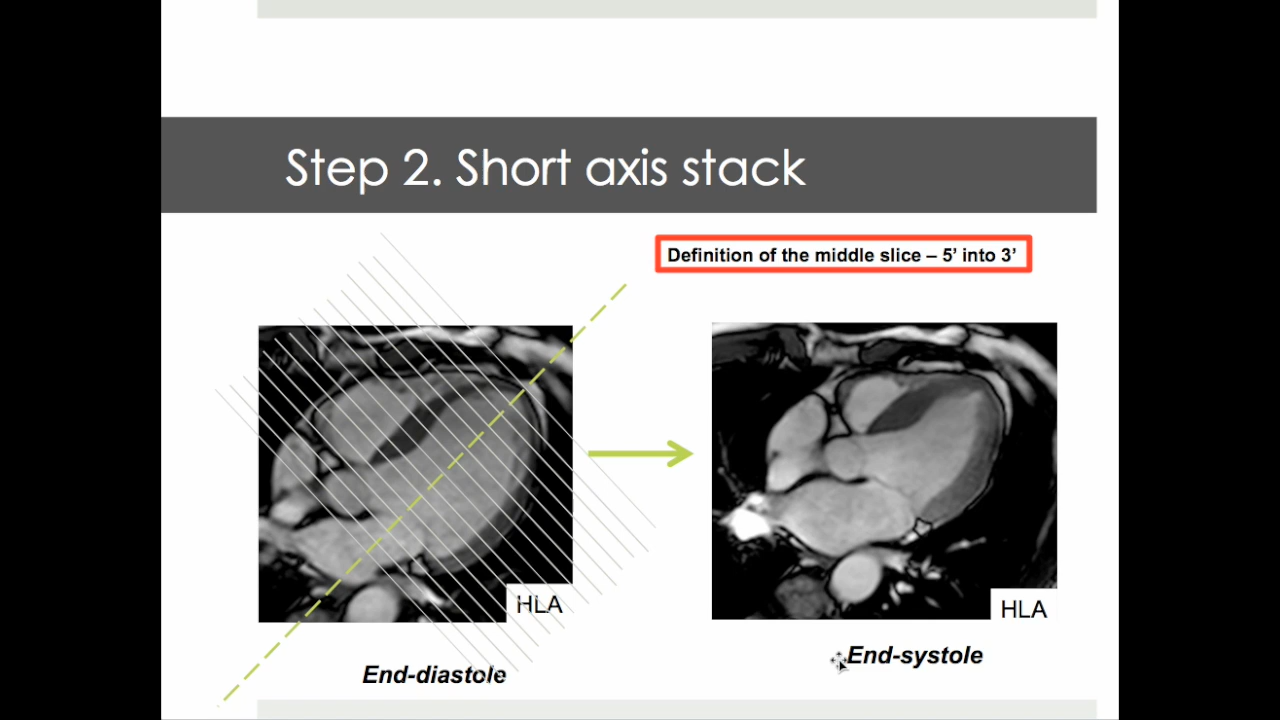 Step 2. Short axis stack
Definition of the middle slice – 5’ into 3’
HLA
HLA
End-diastole
End-systole